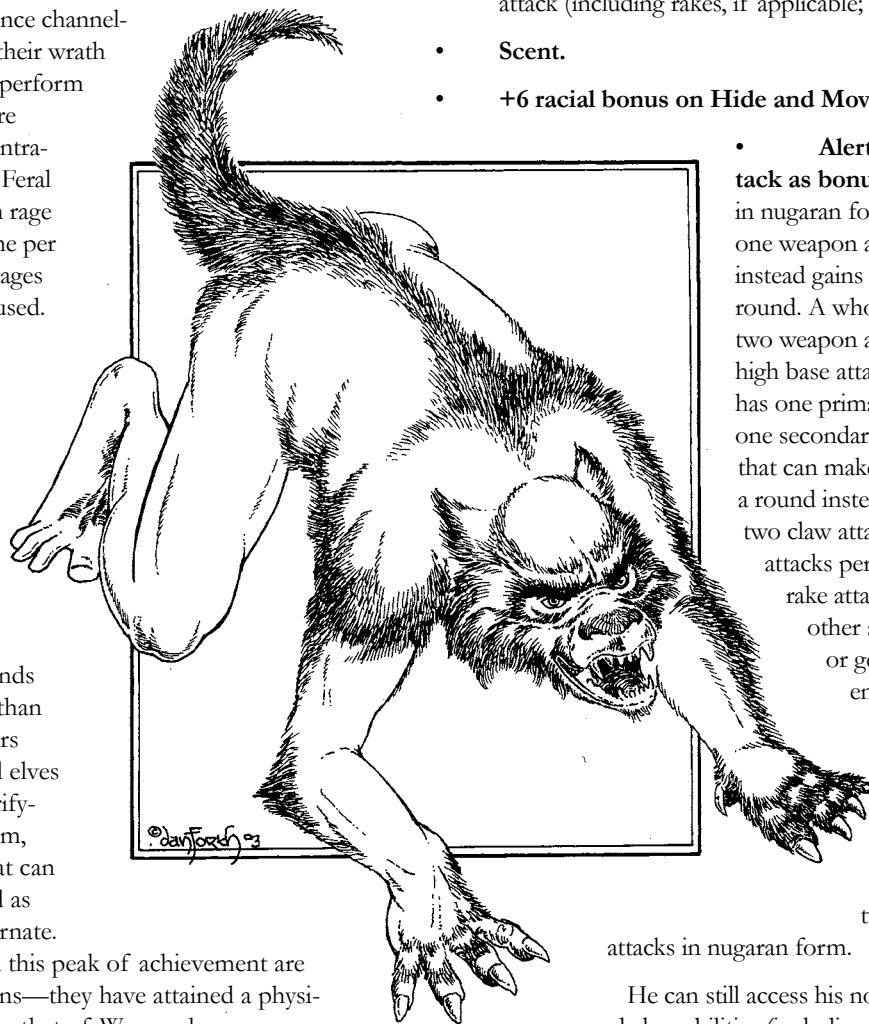 nce channel-
their wrath
perform
re
ntra-
Feral
rage
ne per
ages
used.
nds
than
rs
elves
rify-
m,
at can
as
rnate.
this peak of achievement are
ns—they have attained a physi-
attack (including rakes, if applicable;
• Scent.
• +6 racial bonus on Hide and Mov
• Alert
tack as bonu
in nugaran fo
one weapon a
instead gains
round. A who
two weapon a
high base atta
has one prima
one secondar
that can make
a round inste
two claw atta
attacks per
rake atta
other s
or ge
en
attacks in nugaran form.
He can still access his no